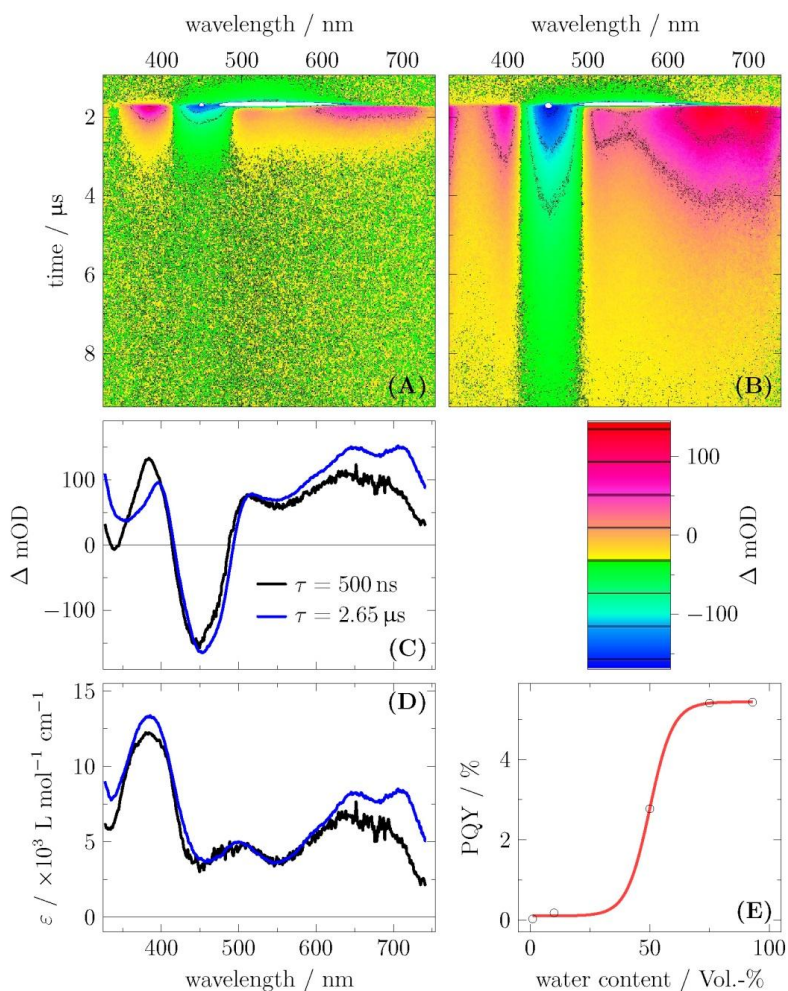 wavelength / nm wavelength / nm
400 500 600 700 400 500 600 700
2
4
6
8
time / μs
(A) (B)
100
0
−100
Δ mOD
τ = 500 ns
τ = 2.65 μs
(C)
100
0
−100
Δ mOD
15
10
5
0
ε / ×10³ L mol⁻¹ cm⁻¹
(D)
400 500 600 700
wavelength / nm
4
2
0
PQY / %
(E)
0 50 100
water content / Vol.-%